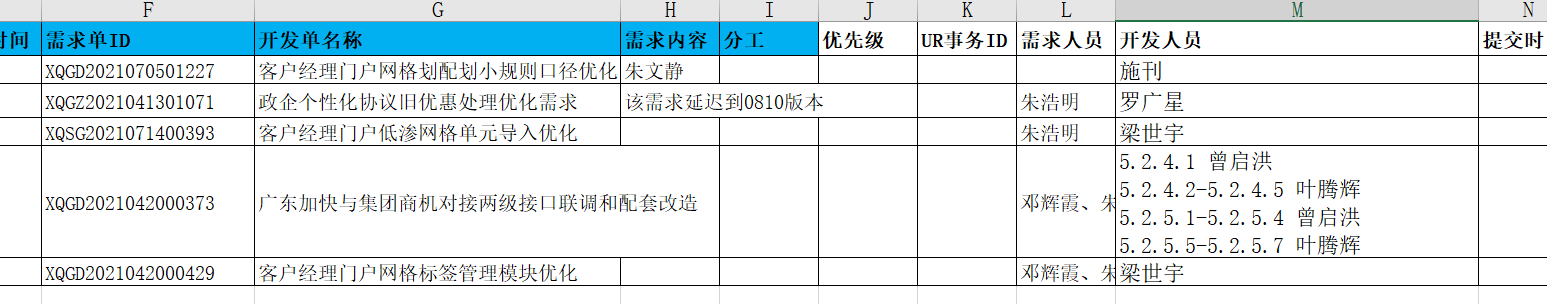 F G H I J K L M N
时间 需求单ID 开发单名称 需求内容 分工 优先级 UR事务ID 需求人员 开发人员 提交时
XQGD2021070501227 客户经理门户网格划配划小规则口径优化 朱文静 施刊
XQGZ2021041301071 政企个性化协议旧优惠处理优化需求 该需求延迟到0810版本 朱浩明 罗广星
XQSG2021071400393 客户经理门户低渗网格单元导入优化 朱浩明 梁世宇
XQGD2021042000373 广东加快与集团商机对接两级接口联调和配套改造 邓辉霞、朱 5.2.4.1 曾启洪
5.2.4.2-5.2.4.5 叶腾辉
5.2.5.1-5.2.5.4 曾启洪
5.2.5.5-5.2.5.7 叶腾辉
XQGD2021042000429 客户经理门户网格标签管理模块优化 邓辉霞、朱 梁世宇